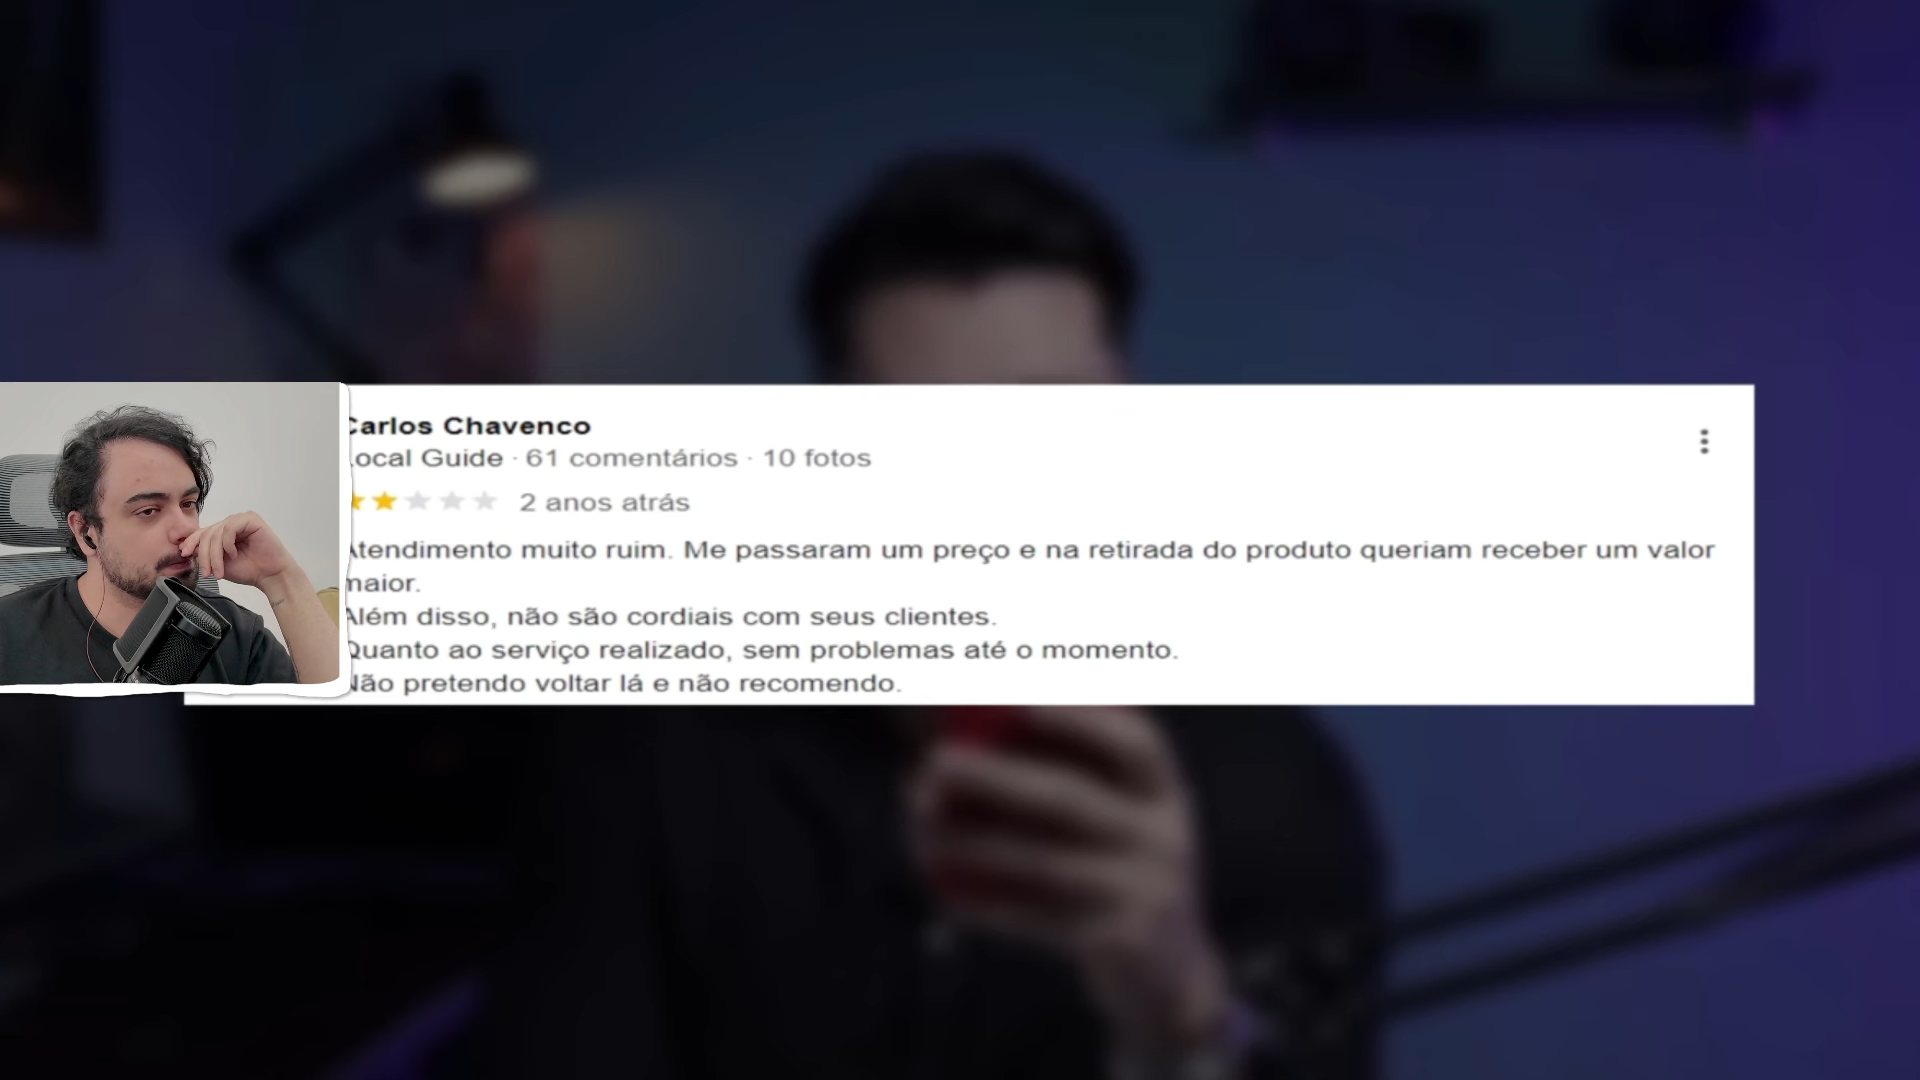 Carlos Chavenco
Local Guide · 61 comentários · 10 fotos
2 anos atrás
Atendimento muito ruim. Me passaram um preço e na retirada do produto queriam receber um valor
maior.
Além disso, não são cordiais com seus clientes.
Quanto ao serviço realizado, sem problemas até o momento.
Não pretendo voltar lá e não recomendo.